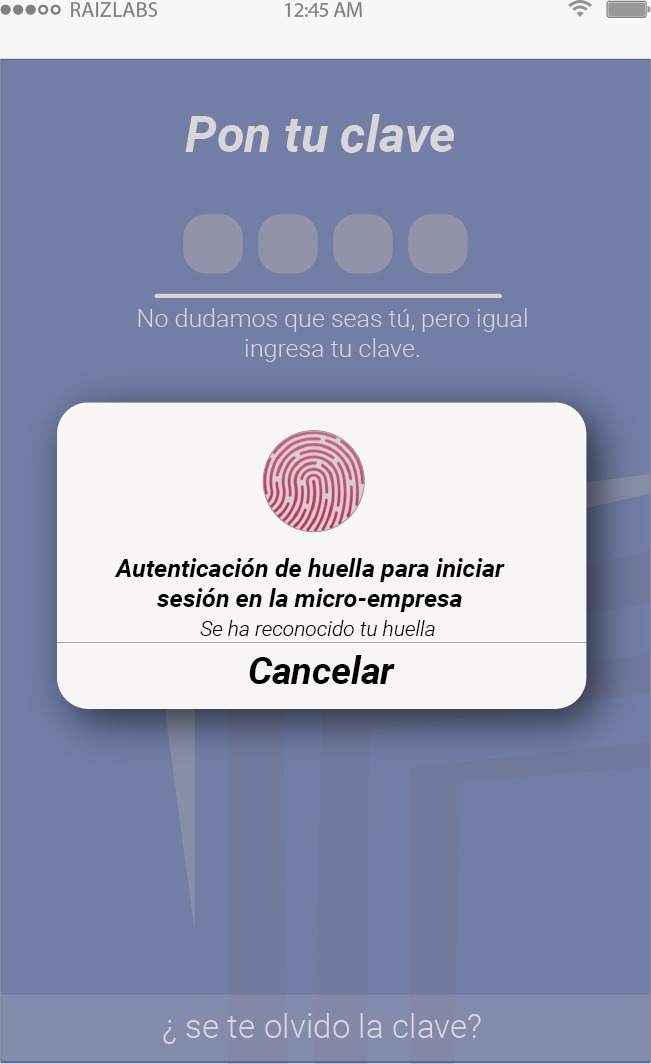 RAIZLABS 12:45 AM
Pon tu clave
No dudamos que seas tú, pero igual
ingresa tu clave.
Autenticación de huella para iniciar
sesión en la micro-empresa
Se ha reconocido tu huella
Cancelar
¿ se te olvido la clave?